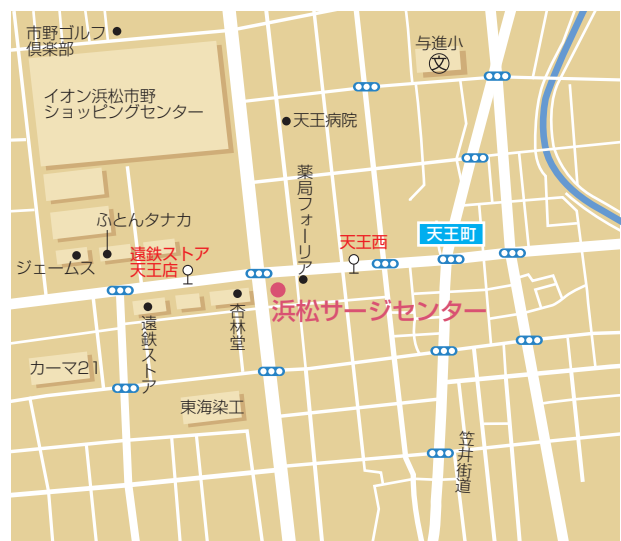 市野ゴルフ
倶楽部
与進小
文
イオン浜松市野
ショッピングセンター
天王病院
薬局フォーリア
ふとんタナカ
天王町
遠鉄ストア
天王店
天王西
ジェームス
浜松サージセンター
遠鉄ストア
杏林堂
カーマ21
東海染工
笠井街道